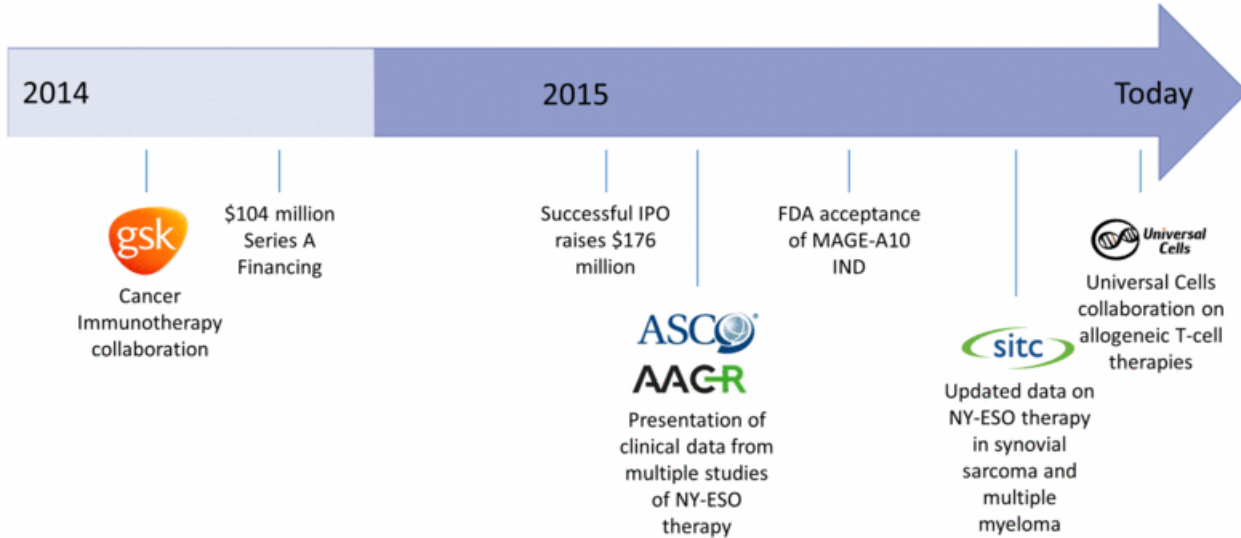 2014
2015
Today
gsk
Cancer
Immunotherapy
collaboration
$104 million
Series A
Financing
Successful IPO
raises $176
million
ASCO®
AACR
Presentation of
clinical data from
multiple studies
of NY-ESO
therapy
FDA acceptance
of MAGE-A10
IND
sitc
Updated data on
NY-ESO therapy
in synovial
sarcoma and
multiple
myeloma
Universal
Cells
Universal Cells
collaboration on
allogeneic T-cell
therapies